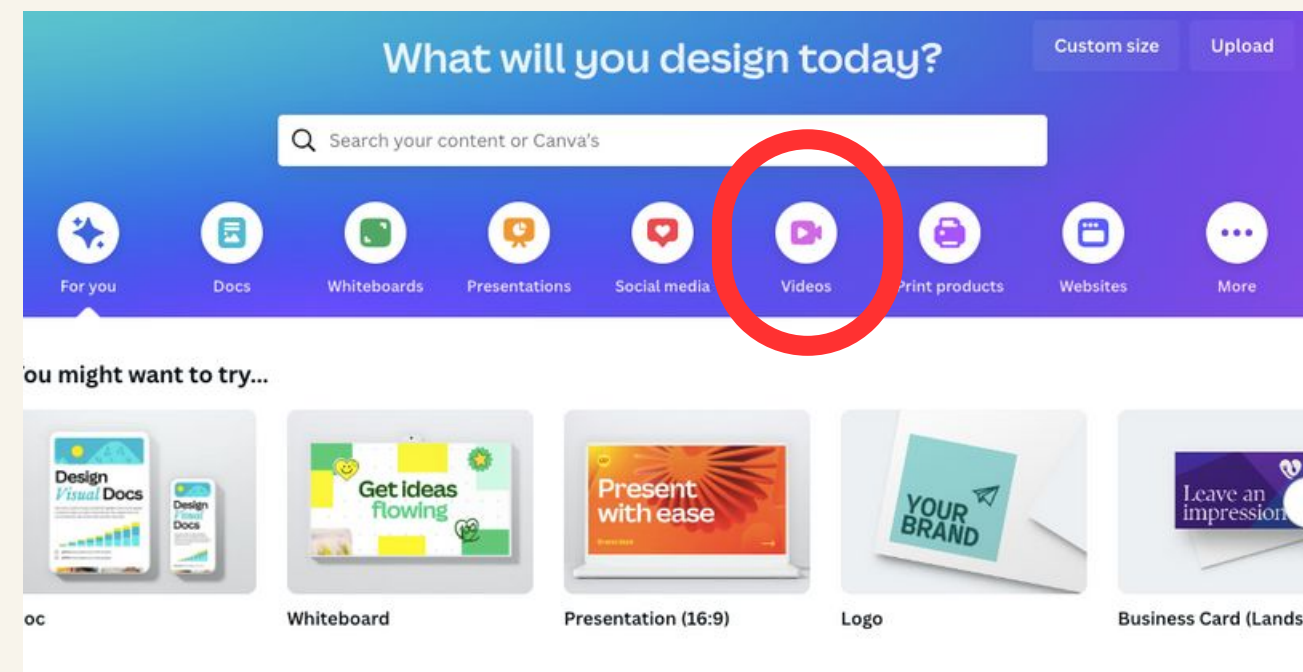 What will you design today?
Custom size
Upload
Search your content or Canva's
For you
Docs
Whiteboards
Presentations
Social media
Videos
Print products
Websites
More
ou might want to try...
Design
Visual Docs
Design
Visual
Docs
Get ideas
flowing
Present
with ease
YOUR
BRAND
Leave an
impression
oc
Whiteboard
Presentation (16:9)
Logo
Business Card (Lands